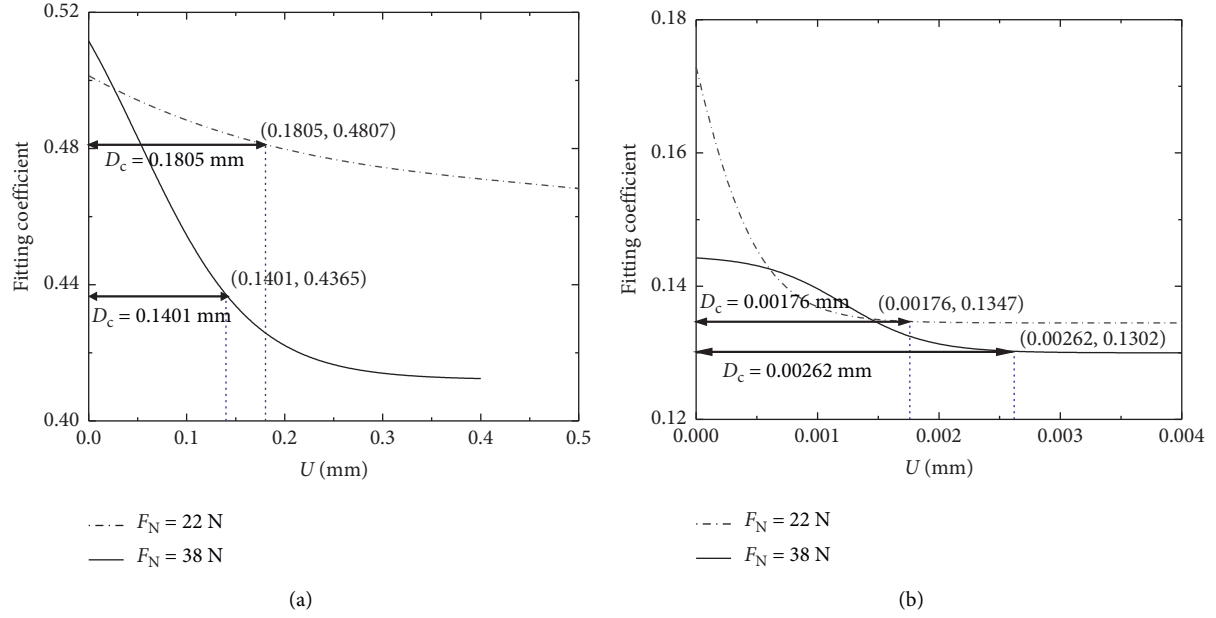 0.52
0.48
0.44
0.40
Fitting coefficient
(0.1805, 0.4807)
D_c = 0.1805 mm
(0.1401, 0.4365)
D_c = 0.1401 mm
0.0 0.1 0.2 0.3 0.4 0.5
U (mm)
F_N = 22 N
F_N = 38 N
(a)
0.18
0.16
0.14
0.12
Fitting coefficient
D_c = 0.00176 mm
(0.00176, 0.1347)
(0.00262, 0.1302)
D_c = 0.00262 mm
0.000 0.001 0.002 0.003 0.004
U (mm)
F_N = 22 N
F_N = 38 N
(b)